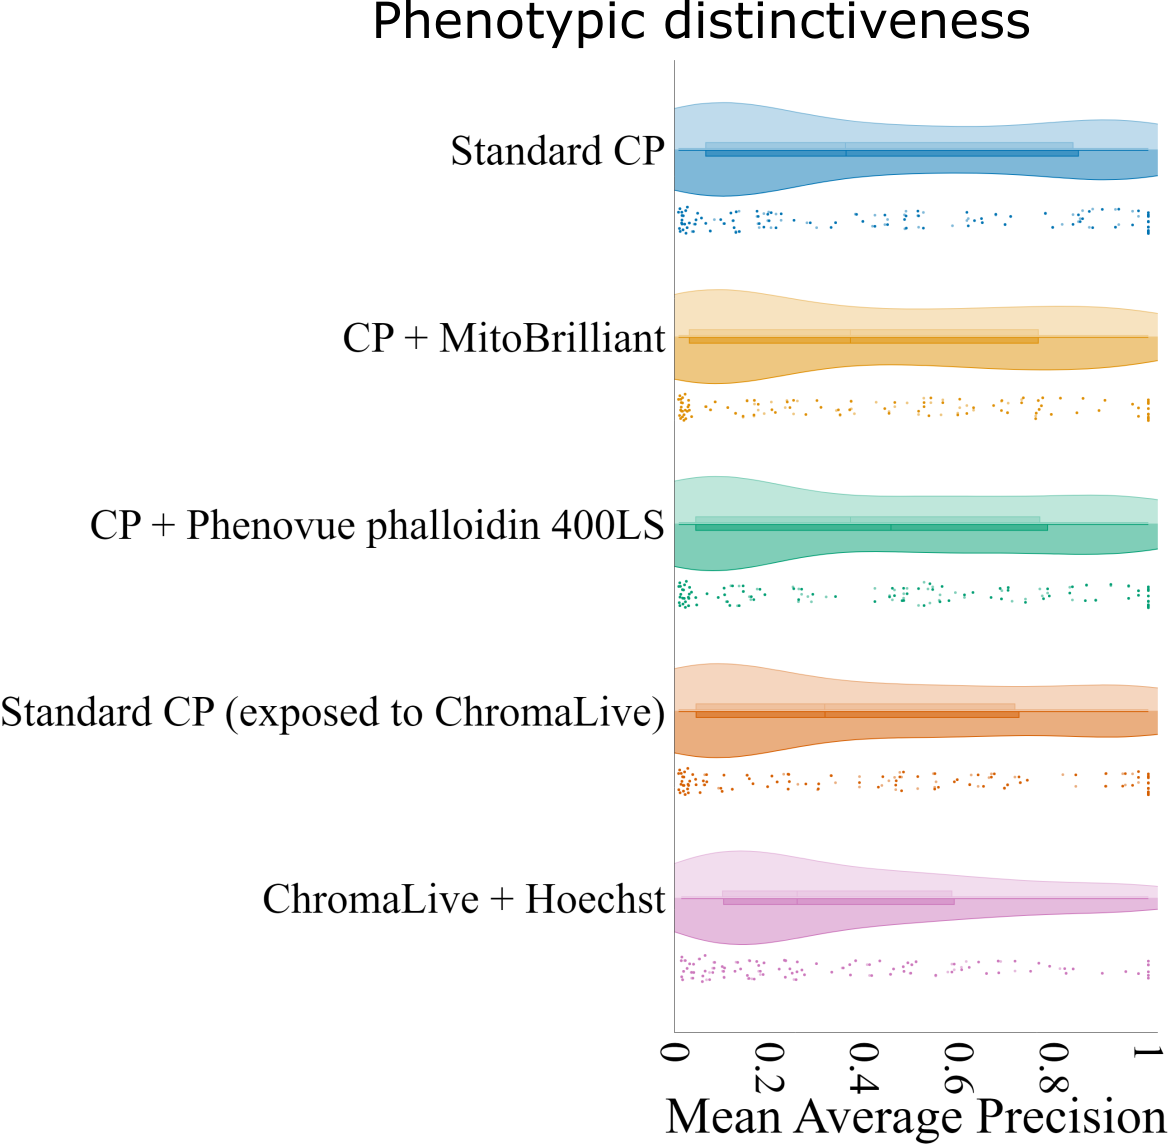 Phenotypic distinctiveness
Standard CP
CP + MitoBrilliant
CP + Phenovue phalloidin 400LS
Standard CP (exposed to ChromaLive)
ChromaLive + Hoechst
0 0.2 0.4 0.6 0.8 1
Mean Average Precision